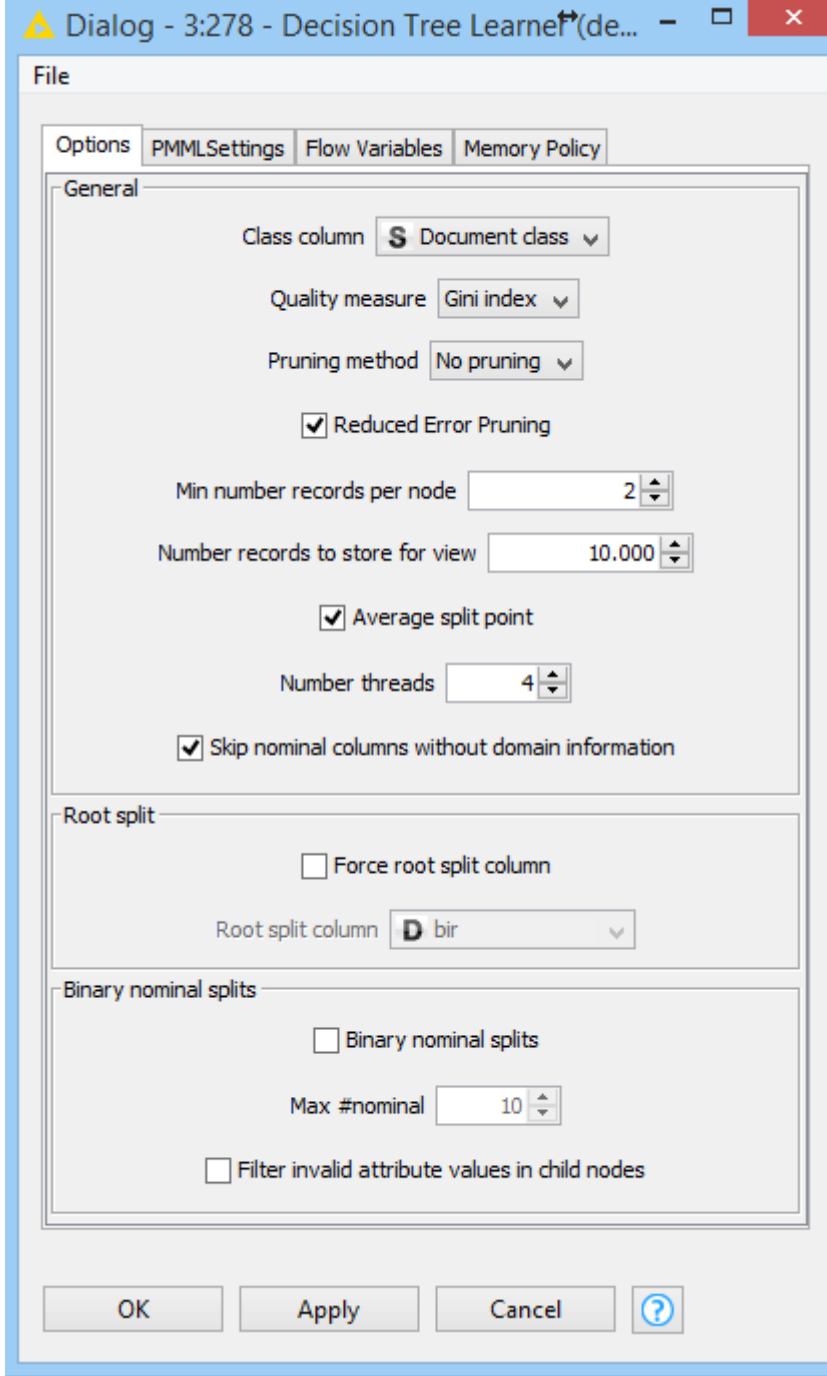 Dialog - 3:278 - Decision Tree Learner (de...
File
Options PMMLSettings Flow Variables Memory Policy
General
Class column S Document class
Quality measure Gini index
Pruning method No pruning
Reduced Error Pruning
Min number records per node 2
Number records to store for view 10.000
Average split point
Number threads 4
Skip nominal columns without domain information
Root split
Force root split column
Root split column D bir
Binary nominal splits
Binary nominal splits
Max #nominal 10
Filter invalid attribute values in child nodes
OK Apply Cancel ?